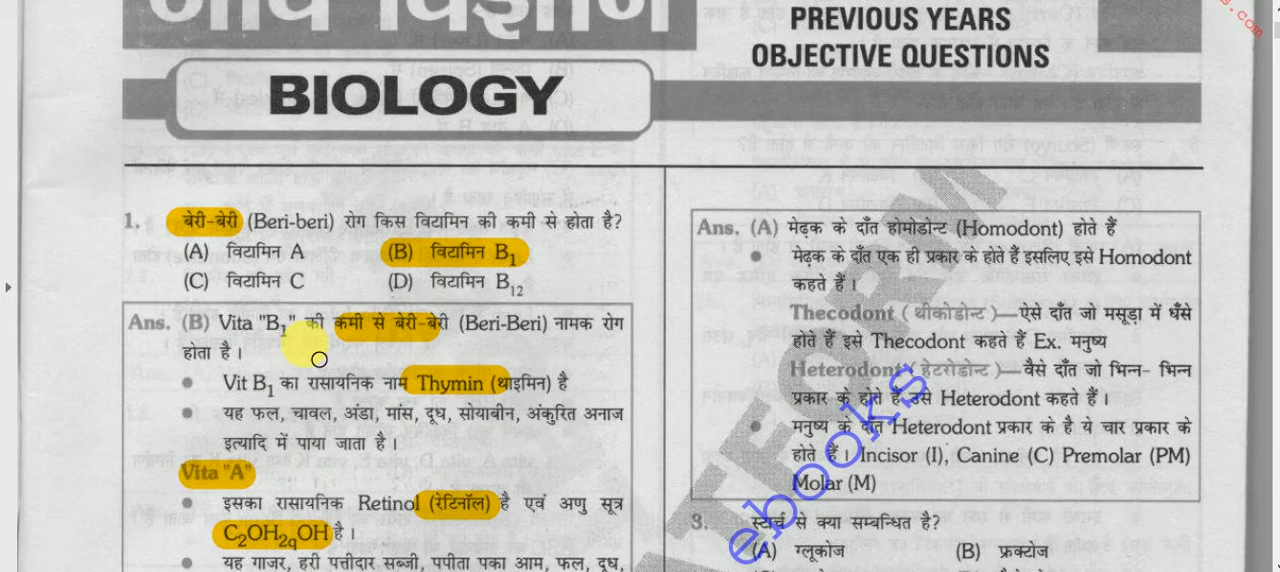 जीव विज्ञान
PREVIOUS YEARS
OBJECTIVE QUESTIONS
BIOLOGY
1. बेरी-बेरी (Beri-beri) रोग किस विटामिन की कमी से होता है?
(A) विटामिन A (B) विटामिन B₁
(C) विटामिन C (D) विटामिन B₁₂
Ans. (B) Vita "B₁" की कमी से बेरी-बेरी (Beri-Beri) नामक रोग
होता है।
● Vit B₁ का रासायनिक नाम Thymin (थाइमिन) है
● यह फल, चावल, अंडा, मांस, दूध, सोयाबीन, अंकुरित अनाज
इत्यादि में पाया जाता है।
Vita "A"
● इसका रासायनिक Retinol (रेटिनॉल) है एवं अणु सूत्र
C₂OH₂qOH है।
● यह गाजर, हरी पत्तीदार सब्जी, पपीता पका आम, फल, दूध,
Ans. (A) मेढ़क के दाँत होमोडोन्ट (Homodont) होते हैं
● मेढ़क के दाँत एक ही प्रकार के होते हैं इसलिए इसे Homodont
कहते हैं।
Thecodont (थीकोडोन्ट)—ऐसे दाँत जो मसूड़ा में धँसे
होते हैं इसे Thecodont कहते हैं Ex. मनुष्य
Heterodont (हेटरोडोन्ट)—वैसे दाँत जो भिन्न- भिन्न
प्रकार के होते हैं उसे Heterodont कहते हैं।
● मनुष्य के दाँत Heterodont प्रकार के है ये चार प्रकार के
होते हैं। Incisor (I), Canine (C) Premolar (PM)
Molar (M)
3. स्टार्च से क्या सम्बन्धित है?
(A) ग्लूकोज (B) फ्रक्टोज
ebooks